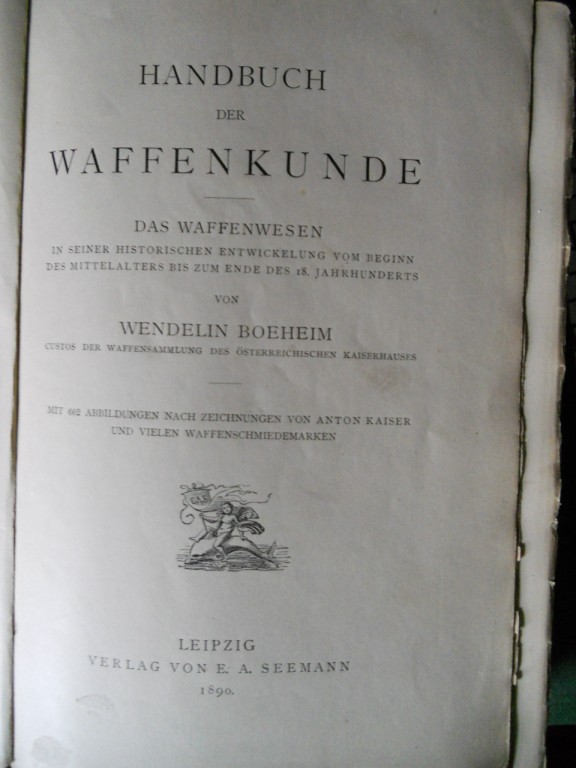 HANDBUCH
DER
WAFFENKUNDE
DAS WAFFENWESEN
IN SEINER HISTORISCHEN ENTWICKELUNG VOM BEGINN
DES MITTELALTERS BIS ZUM ENDE DES 18. JAHRHUNDERTS
VON
WENDELIN BOEHEIM
CUSTOS DER WAFFENSAMMLUNG DES ÖSTERREICHISCHEN KAISERHAUSES
MIT 662 ABBILDUNGEN NACH ZEICHNUNGEN VON ANTON KAISER
UND VIELEN WAFFENSCHMIEDEMARKEN
LEIPZIG
VERLAG VON E. A. SEEMANN
1890.